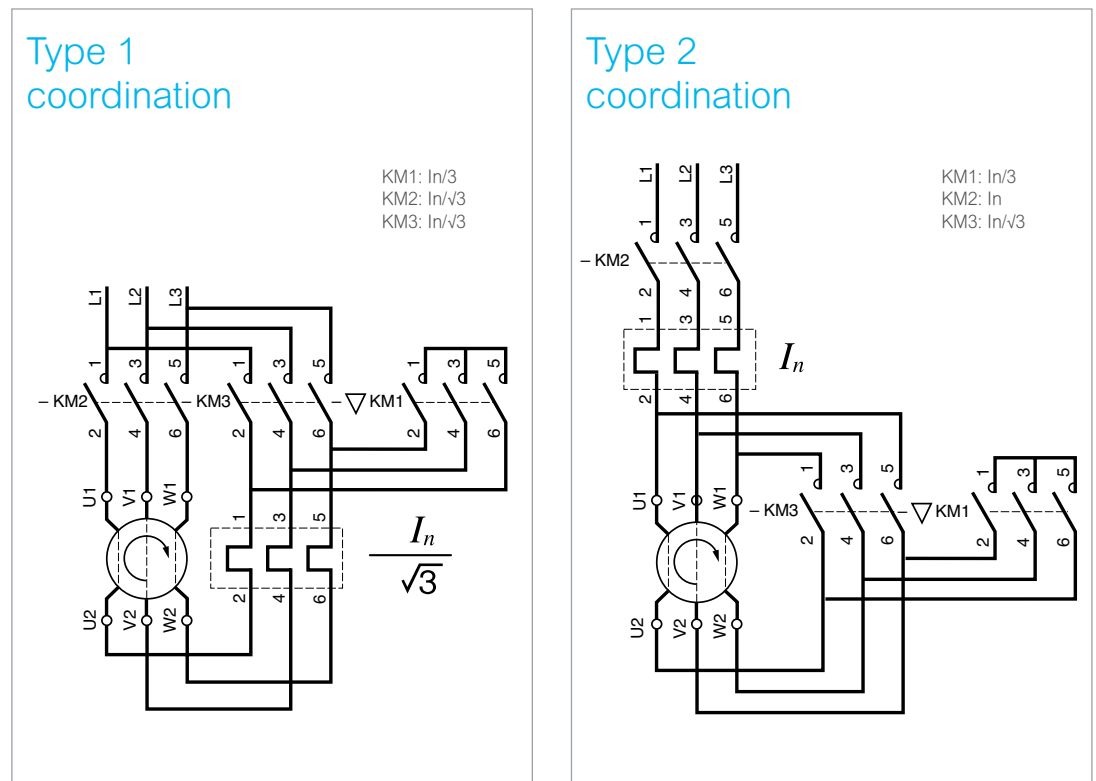 Type 1
coordination
KM1: In/3
KM2: In/√3
KM3: In/√3
L1 L2 L3
1 3 5 1 3 5 1 3 5
– KM2 KM3 KM1
2 4 6 2 4 6 2 4 6
U1 V1 W1
1 3 5
In
√3
2 4 6
U2 V2 W2
Type 2
coordination
KM1: In/3
KM2: In
KM3: In/√3
L1 L2 L3
1 3 5
– KM2
2 4 6
1 3 5
In
2 4 6
1 3 5 1 3 5
U1 V1 W1
– KM3 KM1
2 4 6 2 4 6
U2 V2 W2